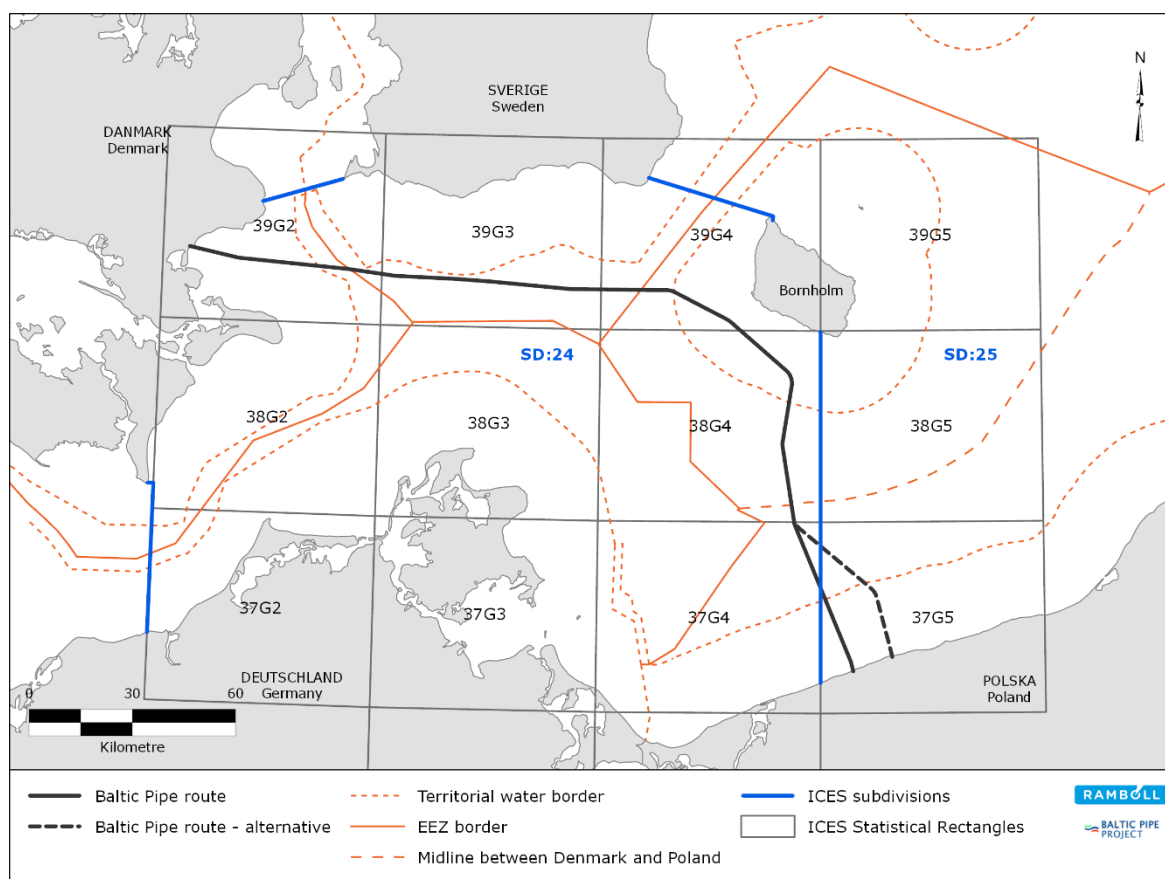 SVERIGE
Sweden
N
DANMARK
Denmark
39G2
39G3
39G4
39G5
Bornholm
SD:24
SD:25
38G2
38G3
38G4
38G5
37G2
37G3
37G4
37G5
DEUTSCHLAND
Germany
POLSKA
Poland
0 30 60
Kilometre
Baltic Pipe route
Baltic Pipe route - alternative
Territorial water border
EEZ border
Midline between Denmark and Poland
ICES subdivisions
ICES Statistical Rectangles
RAMBOLL
BALTIC PIPE
PROJECT